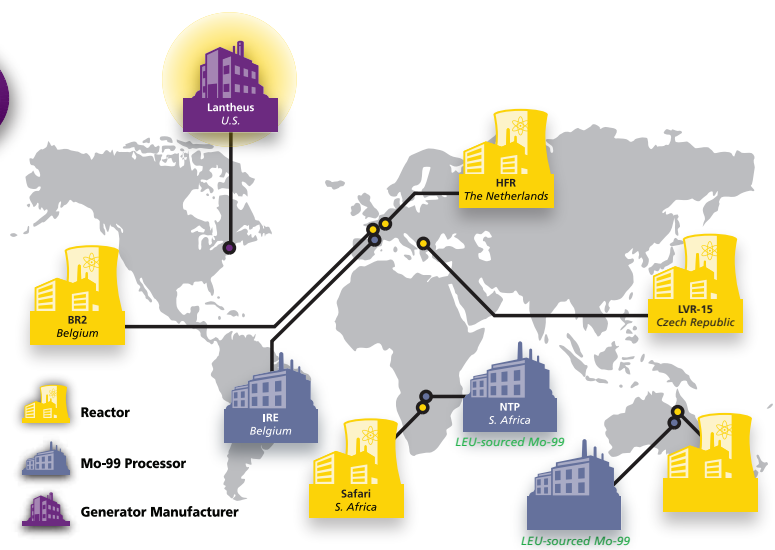 Lantheus
U.S.
HFR
The Netherlands
BR2
Belgium
LVR-15
Czech Republic
IRE
Belgium
NTP
S. Africa
LEU-sourced Mo-99
Safari
S. Africa
LEU-sourced Mo-99
Reactor
Mo-99 Processor
Generator Manufacturer